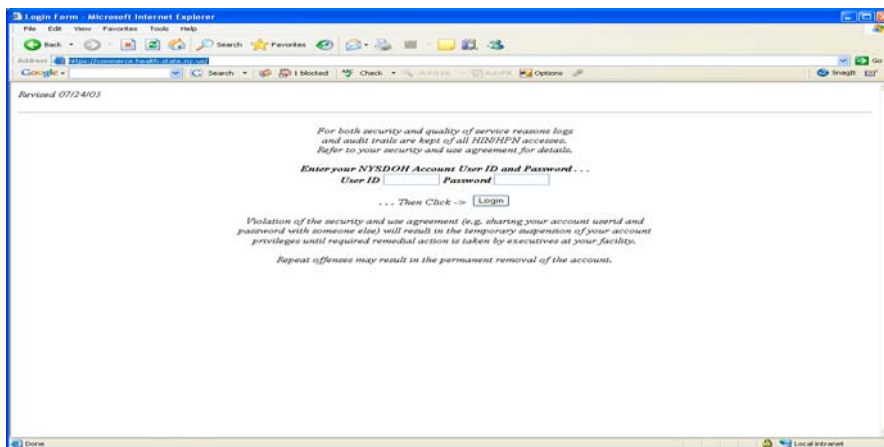 Login Form - Microsoft Internet Explorer
File Edit View Favorites Tools Help
Back Search Favorites
Address https://commerce.health.state.ny.us/ Go
Google Search 1 blocked Check Options SnagIt
Revised 07/24/03
For both security and quality of service reasons logs
and audit trails are kept of all HIN/HPN accesses.
Refer to your security and use agreement for details.
Enter your NYSDOH Account User ID and Password . . .
User ID Password
. . . Then Click -> Login
Violation of the security and use agreement (e.g. sharing your account userid and
password with someone else) will result in the temporary suspension of your account
privileges until required remedial action is taken by executives at your facility.
Repeat offenses may result in the permanent removal of the account.
Done Local intranet